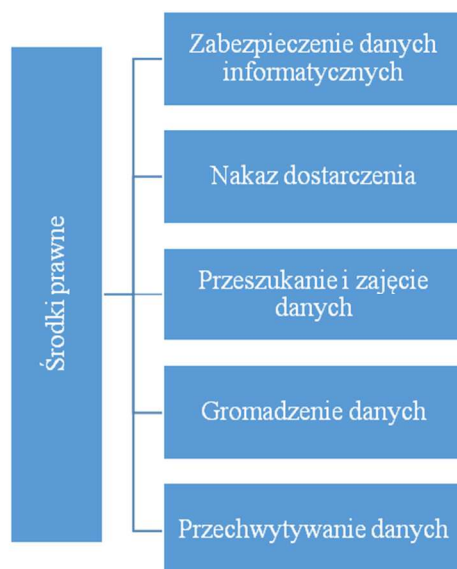 Środki prawne
Zabezpieczenie danych
informatycznych
Nakaz dostarczenia
Przeszukanie i zajęcie
danych
Gromadzenie danych
Przechwytywanie danych